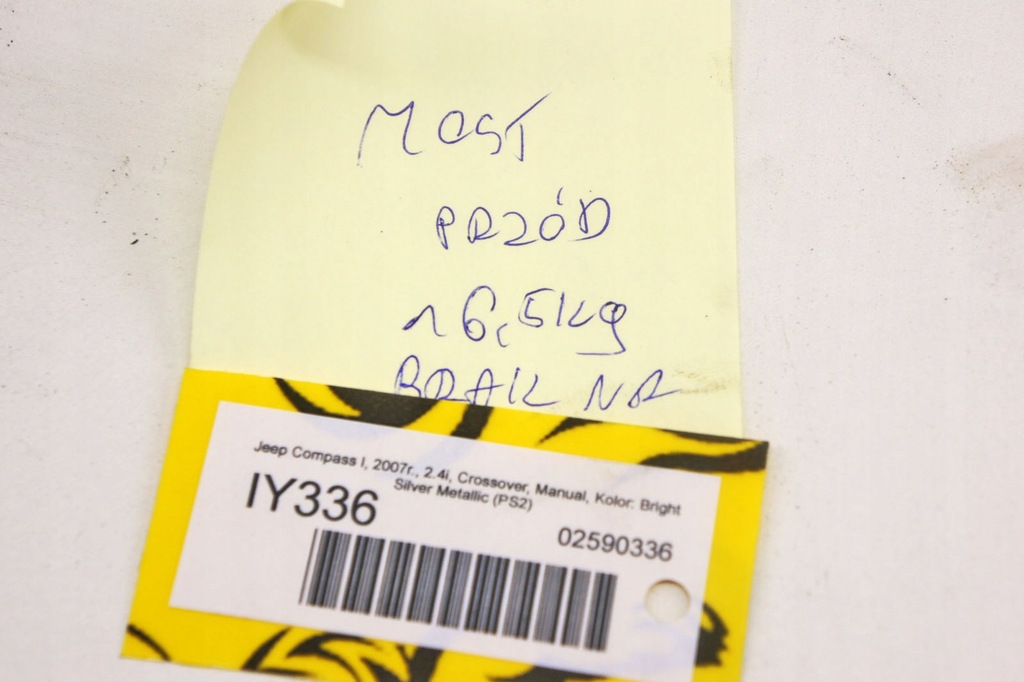 MOST
PRZÓD
16,5kg
BRAK NR
Jeep Compass I, 2007r., 2.4i, Crossover, Manual, Kolor: Bright
Silver Metallic (PS2)
IY336
02590336